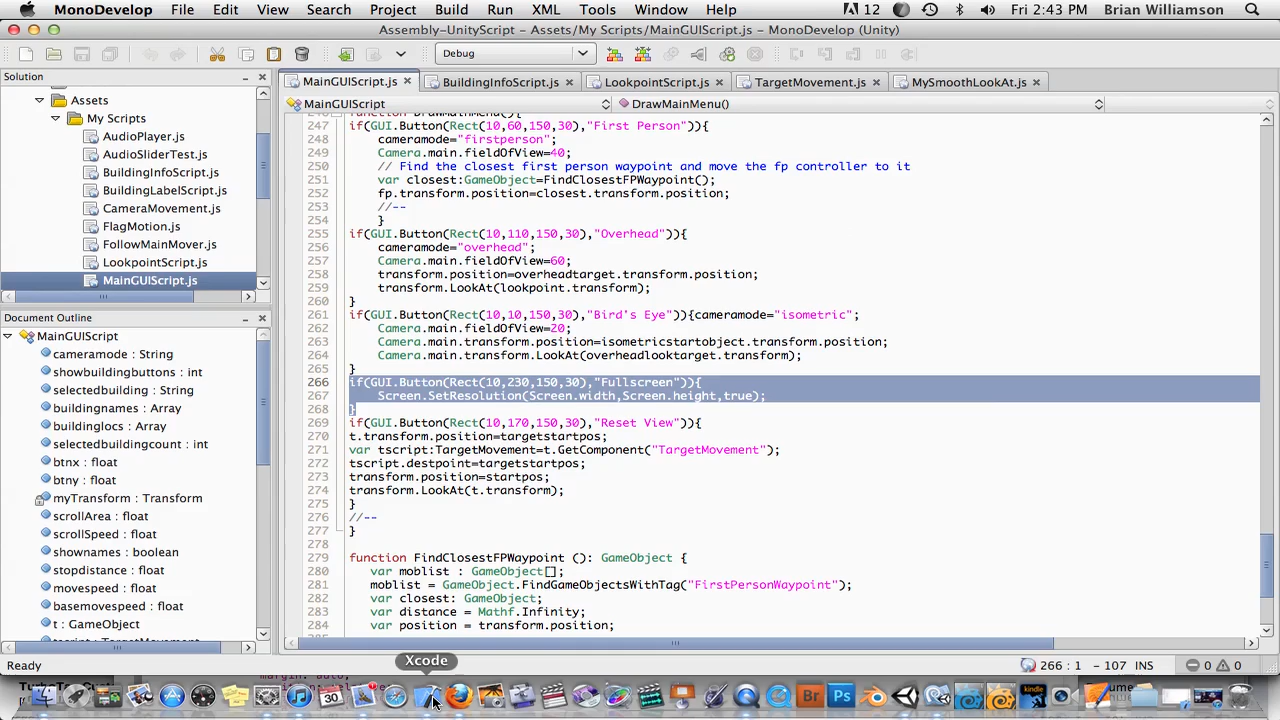 MonoDevelop File Edit View Search Project Build Run XML Tools Window Help 12 Fri 2:43 PM Brian Williamson
Assembly-UnityScript – Assets/My Scripts/MainGUIScript.js – MonoDevelop (Unity)
Debug
Solution
Assets
My Scripts
AudioPlayer.js
AudioSliderTest.js
BuildingInfoScript.js
BuildingLabelScript.js
CameraMovement.js
FlagMotion.js
FollowMainMover.js
LookpointScript.js
MainGUIScript.js
Document Outline
MainGUIScript
cameramode : String
showbuildingbuttons : int
selectedbuilding : String
buildingnames : Array
buildinglocs : Array
selectedbuildingcount : int
btnx : float
btny : float
myTransform : Transform
scrollArea : float
scrollSpeed : float
shownames : boolean
stopdistance : float
movespeed : float
basemovespeed : float
t : GameObject
tscript : TargetMovement
MainGUIScript.js BuildingInfoScript.js LookpointScript.js TargetMovement.js MySmoothLookAt.js
MainGUIScript DrawMainMenu()
246 function DrawMainMenu(){
247 if(GUI.Button(Rect(10,60,150,30),"First Person")){
248 cameramode="firstperson";
249 Camera.main.fieldOfView=40;
250 // Find the closest first person waypoint and move the fp controller to it
251 var closest:GameObject=FindClosestFPWaypoint();
252 fp.transform.position=closest.transform.position;
253 //--
254 }
255 if(GUI.Button(Rect(10,110,150,30),"Overhead")){
256 cameramode="overhead";
257 Camera.main.fieldOfView=60;
258 transform.position=overheadtarget.transform.position;
259 transform.LookAt(lookpoint.transform);
260 }
261 if(GUI.Button(Rect(10,10,150,30),"Bird's Eye")){cameramode="isometric";
262 Camera.main.fieldOfView=20;
263 Camera.main.transform.position=isometricstartobject.transform.position;
264 Camera.main.transform.LookAt(overheadlooktarget.transform);
265 }
266 if(GUI.Button(Rect(10,230,150,30),"Fullscreen")){
267 Screen.SetResolution(Screen.width,Screen.height,true);
268 }
269 if(GUI.Button(Rect(10,170,150,30),"Reset View")){
270 t.transform.position=targetstartpos;
271 var tscript:TargetMovement=t.GetComponent("TargetMovement");
272 tscript.destpoint=targetstartpos;
273 transform.position=startpos;
274 transform.LookAt(t.transform);
275 }
276 //--
277 }
278
279 function FindClosestFPWaypoint (): GameObject {
280 var moblist : GameObject[];
281 moblist = GameObject.FindGameObjectsWithTag("FirstPersonWaypoint");
282 var closest: GameObject;
283 var distance = Mathf.Infinity;
284 var position = transform.position;
Ready 266 : 1 - 107 INS 0 0
Xcode
30
Br Ps
kindle